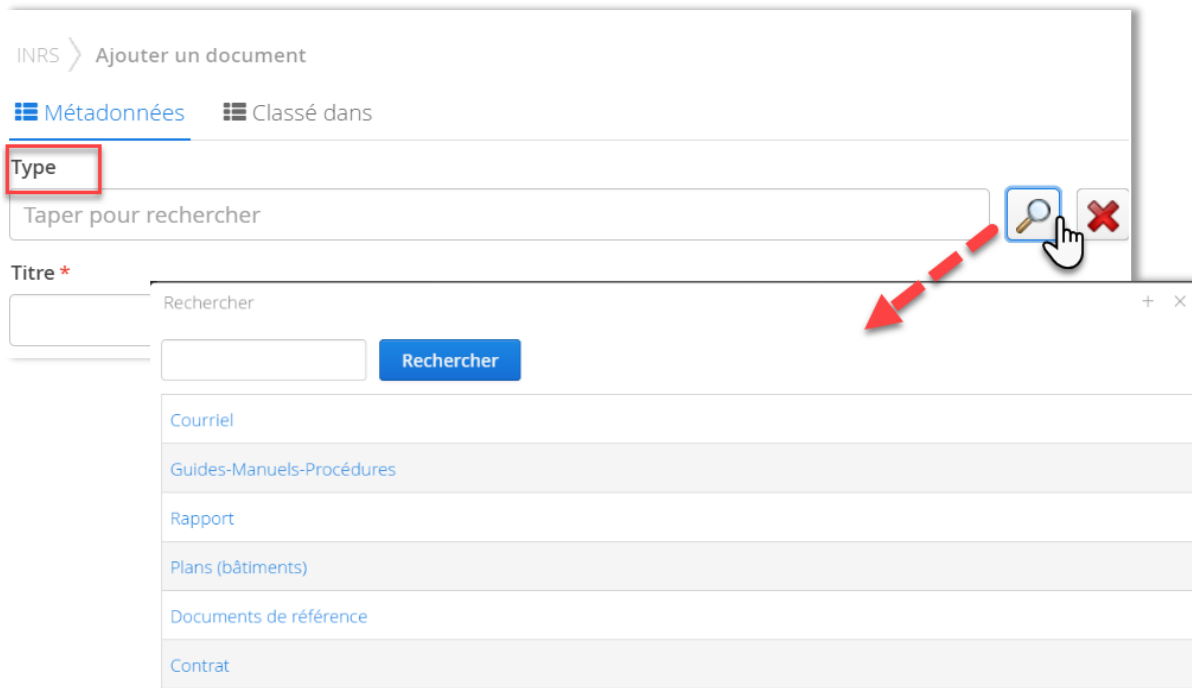 INRS Ajouter un document
Métadonnées Classé dans
Type
Taper pour rechercher
Titre *
Rechercher
Rechercher
Courriel
Guides-Manuels-Procédures
Rapport
Plans (bâtiments)
Documents de référence
Contrat